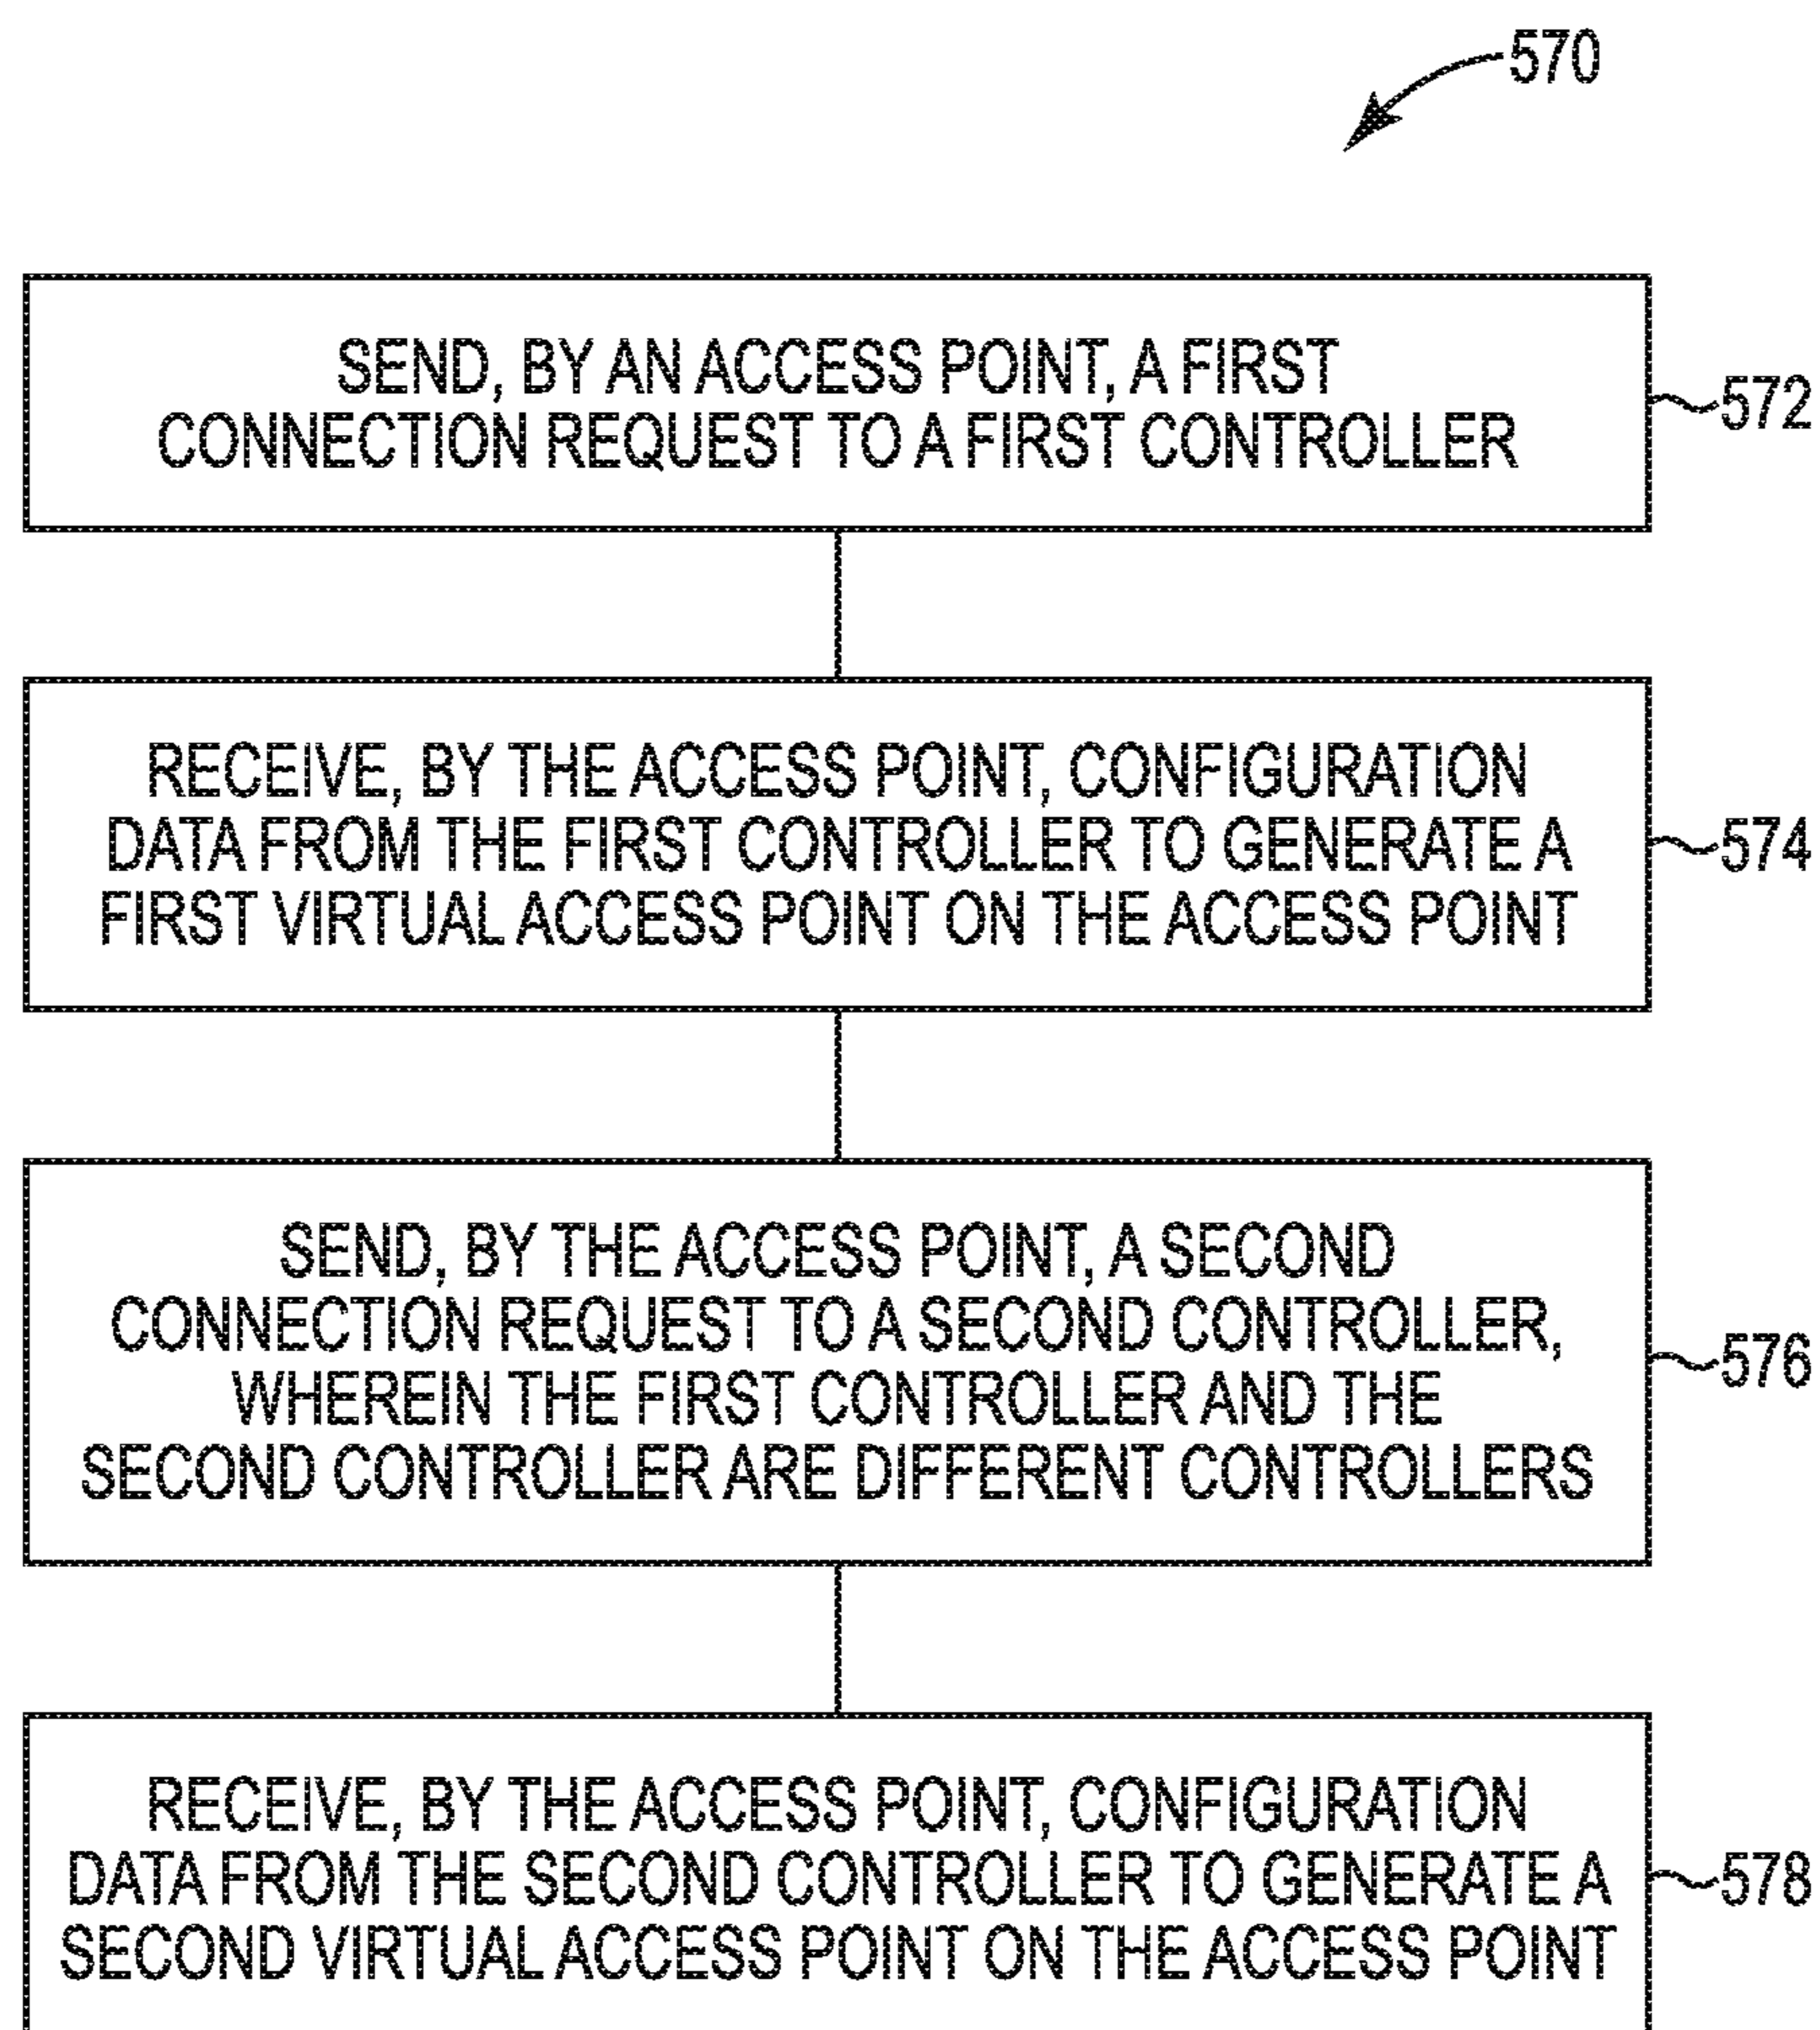 570
SEND, BY AN ACCESS POINT, A FIRST
CONNECTION REQUEST TO A FIRST CONTROLLER
572
RECEIVE, BY THE ACCESS POINT, CONFIGURATION
DATA FROM THE FIRST CONTROLLER TO GENERATE A
FIRST VIRTUAL ACCESS POINT ON THE ACCESS POINT
574
SEND, BY THE ACCESS POINT, A SECOND
CONNECTION REQUEST TO A SECOND CONTROLLER,
WHEREIN THE FIRST CONTROLLER AND THE
SECOND CONTROLLER ARE DIFFERENT CONTROLLERS
576
RECEIVE, BY THE ACCESS POINT, CONFIGURATION
DATA FROM THE SECOND CONTROLLER TO GENERATE A
SECOND VIRTUAL ACCESS POINT ON THE ACCESS POINT
578